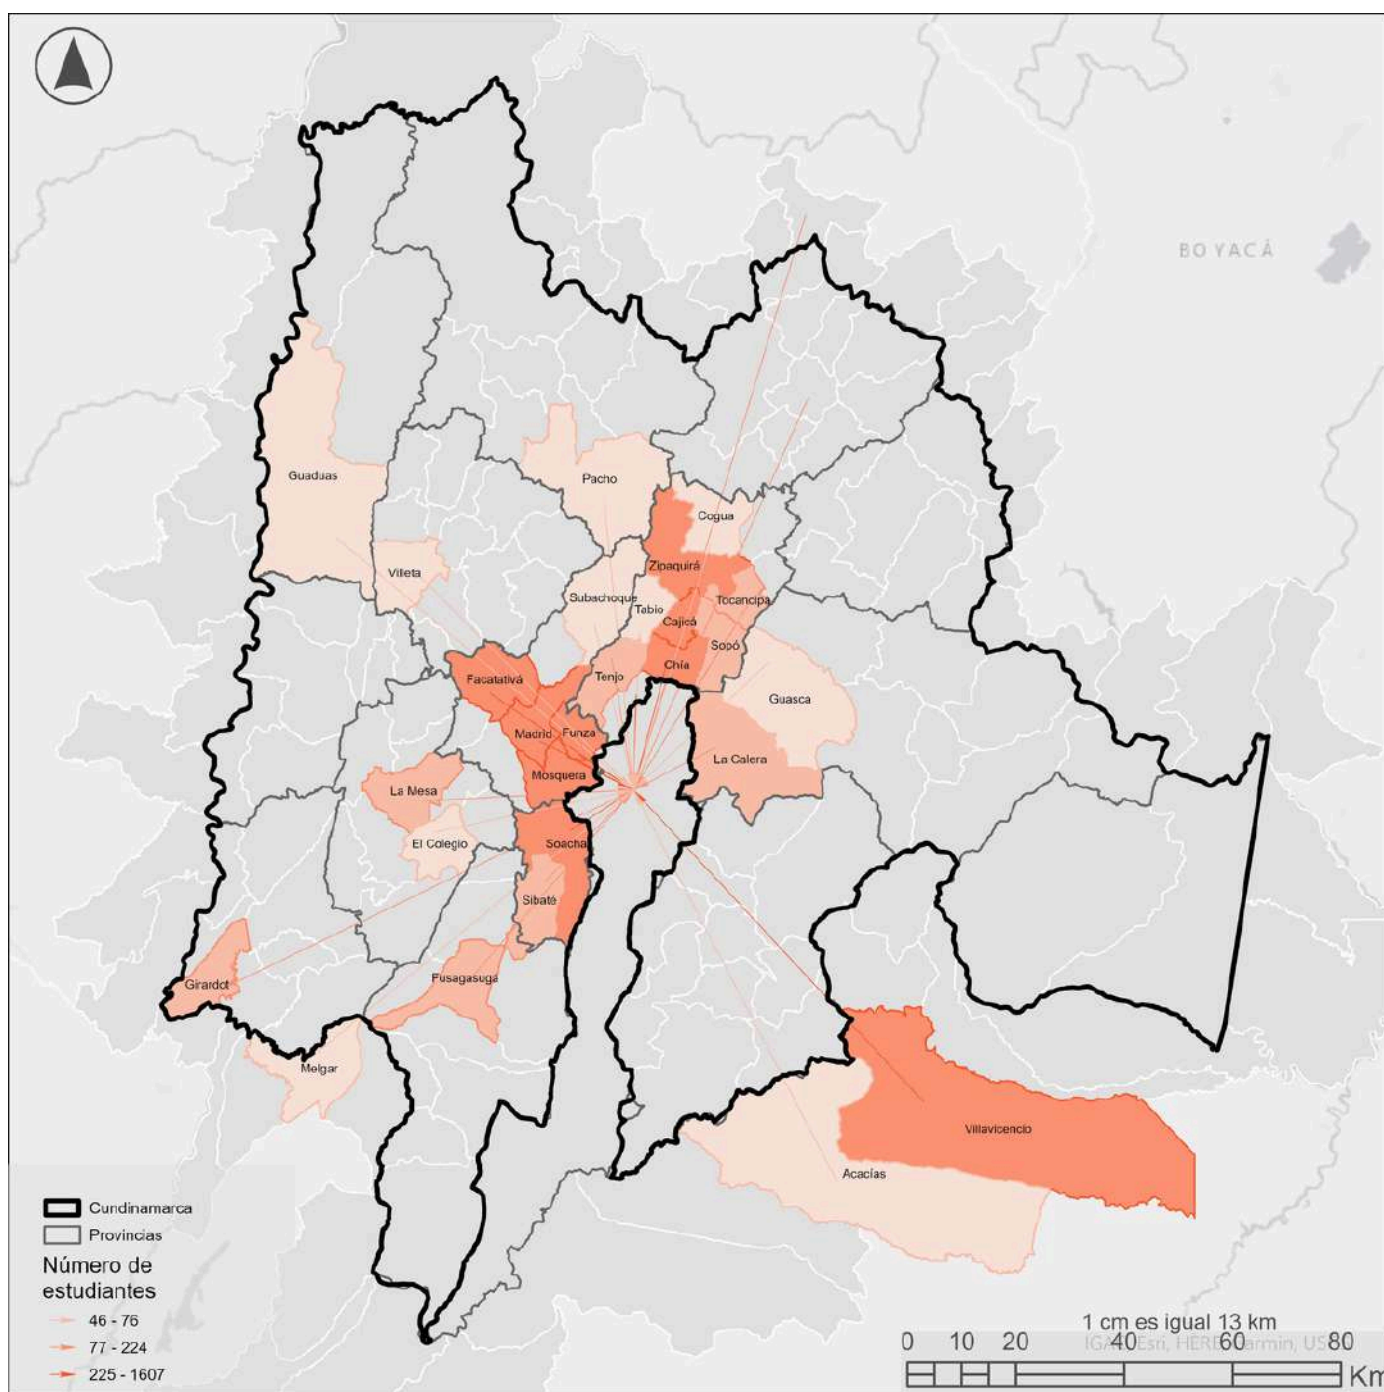 BOYACÁ
Guaduas
Pacho
Cogua
Villeta
Zipaquirá
Subachoque
Tabio
Tocancipá
Cajicá
Sopó
Chía
Tenjo
Facatativá
Guasca
Madrid
Funza
La Calera
Mosquera
La Mesa
El Colegio
Soacha
Sibaté
Fusagasugá
Girardot
Melgar
Villavicencio
Acacías
Cundinamarca
Provincias
Número de
estudiantes
46 - 76
77 - 224
225 - 1607
1 cm es igual 13 km
0 10 20 40 60 80
Km